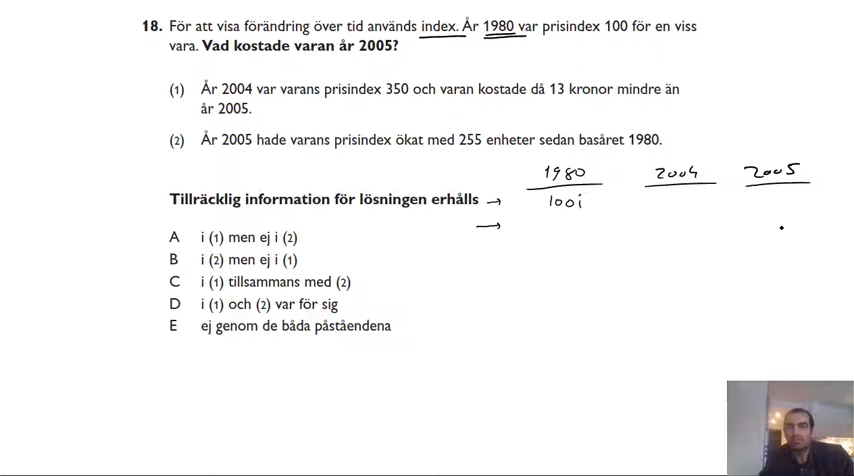 18. För att visa förändring över tid används index. År 1980 var prisindex 100 för en viss
vara. Vad kostade varan år 2005?
(1) År 2004 var varans prisindex 350 och varan kostade då 13 kronor mindre än
år 2005.
(2) År 2005 hade varans prisindex ökat med 255 enheter sedan basåret 1980.
1980 2004 2005
Tillräcklig information för lösningen erhålls → 100i
→
A i (1) men ej i (2)
B i (2) men ej i (1)
C i (1) tillsammans med (2)
D i (1) och (2) var för sig
E ej genom de båda påståendena